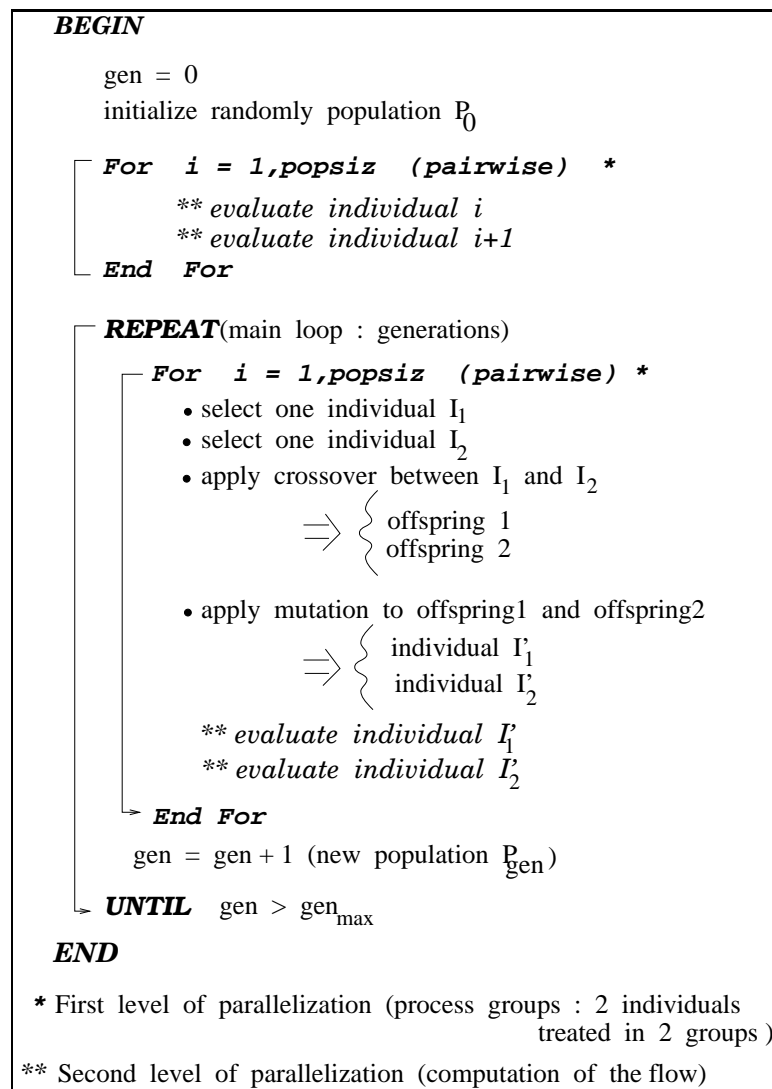 BEGIN
gen = 0
initialize randomly population P0
For i = 1,popsiz (pairwise) *
** evaluate individual i
** evaluate individual i+1
End For
REPEAT(main loop : generations)
For i = 1,popsiz (pairwise) *
• select one individual I1
• select one individual I2
• apply crossover between I1 and I2
⇒ { offspring 1
offspring 2
• apply mutation to offspring1 and offspring2
⇒ { individual I'1
individual I'2
** evaluate individual I'1
** evaluate individual I'2
End For
gen = gen + 1 (new population Pgen)
UNTIL gen > genmax
END
* First level of parallelization (process groups : 2 individuals
treated in 2 groups )
** Second level of parallelization (computation of the flow)